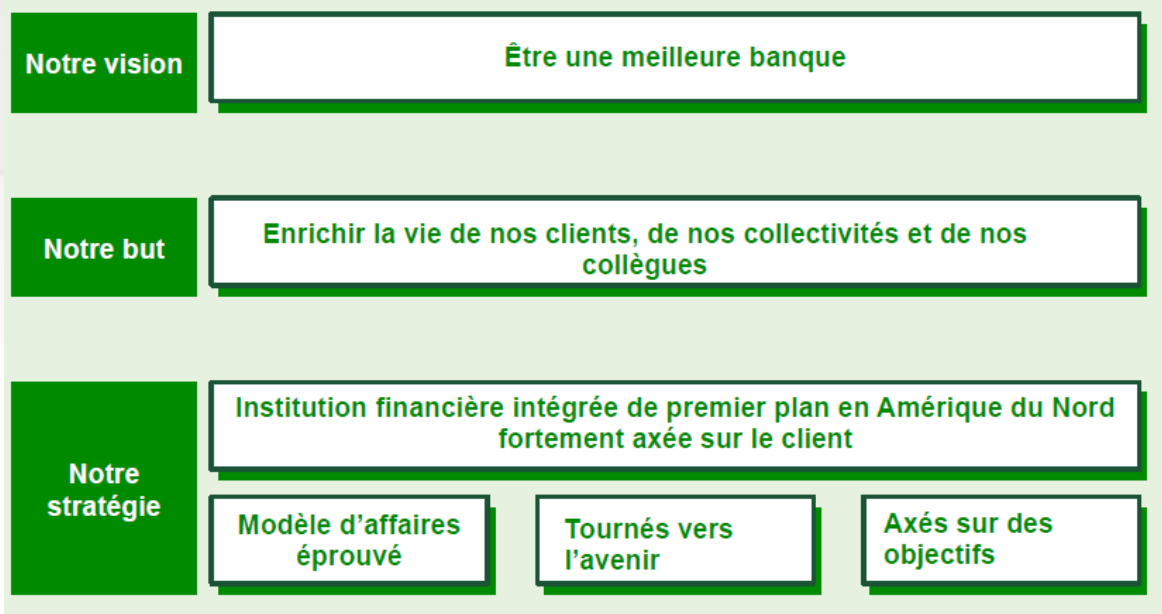 Notre vision
Être une meilleure banque
Notre but
Enrichir la vie de nos clients, de nos collectivités et de nos
collègues
Notre
stratégie
Institution financière intégrée de premier plan en Amérique du Nord
fortement axée sur le client
Modèle d'affaires
éprouvé
Tournés vers
l'avenir
Axés sur des
objectifs